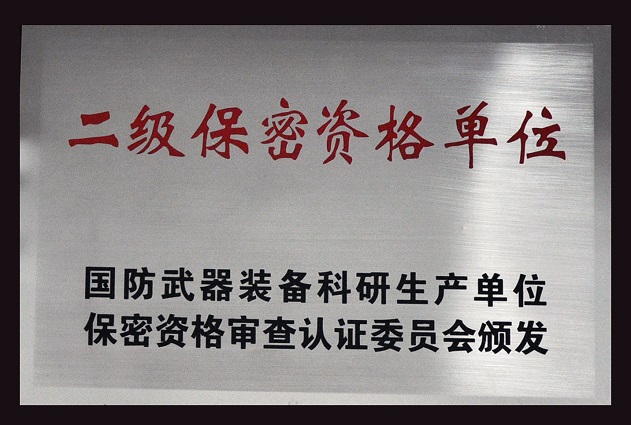 二级保密资格单位
国防武器装备科研生产单位
保密资格审查认证委员会颁发